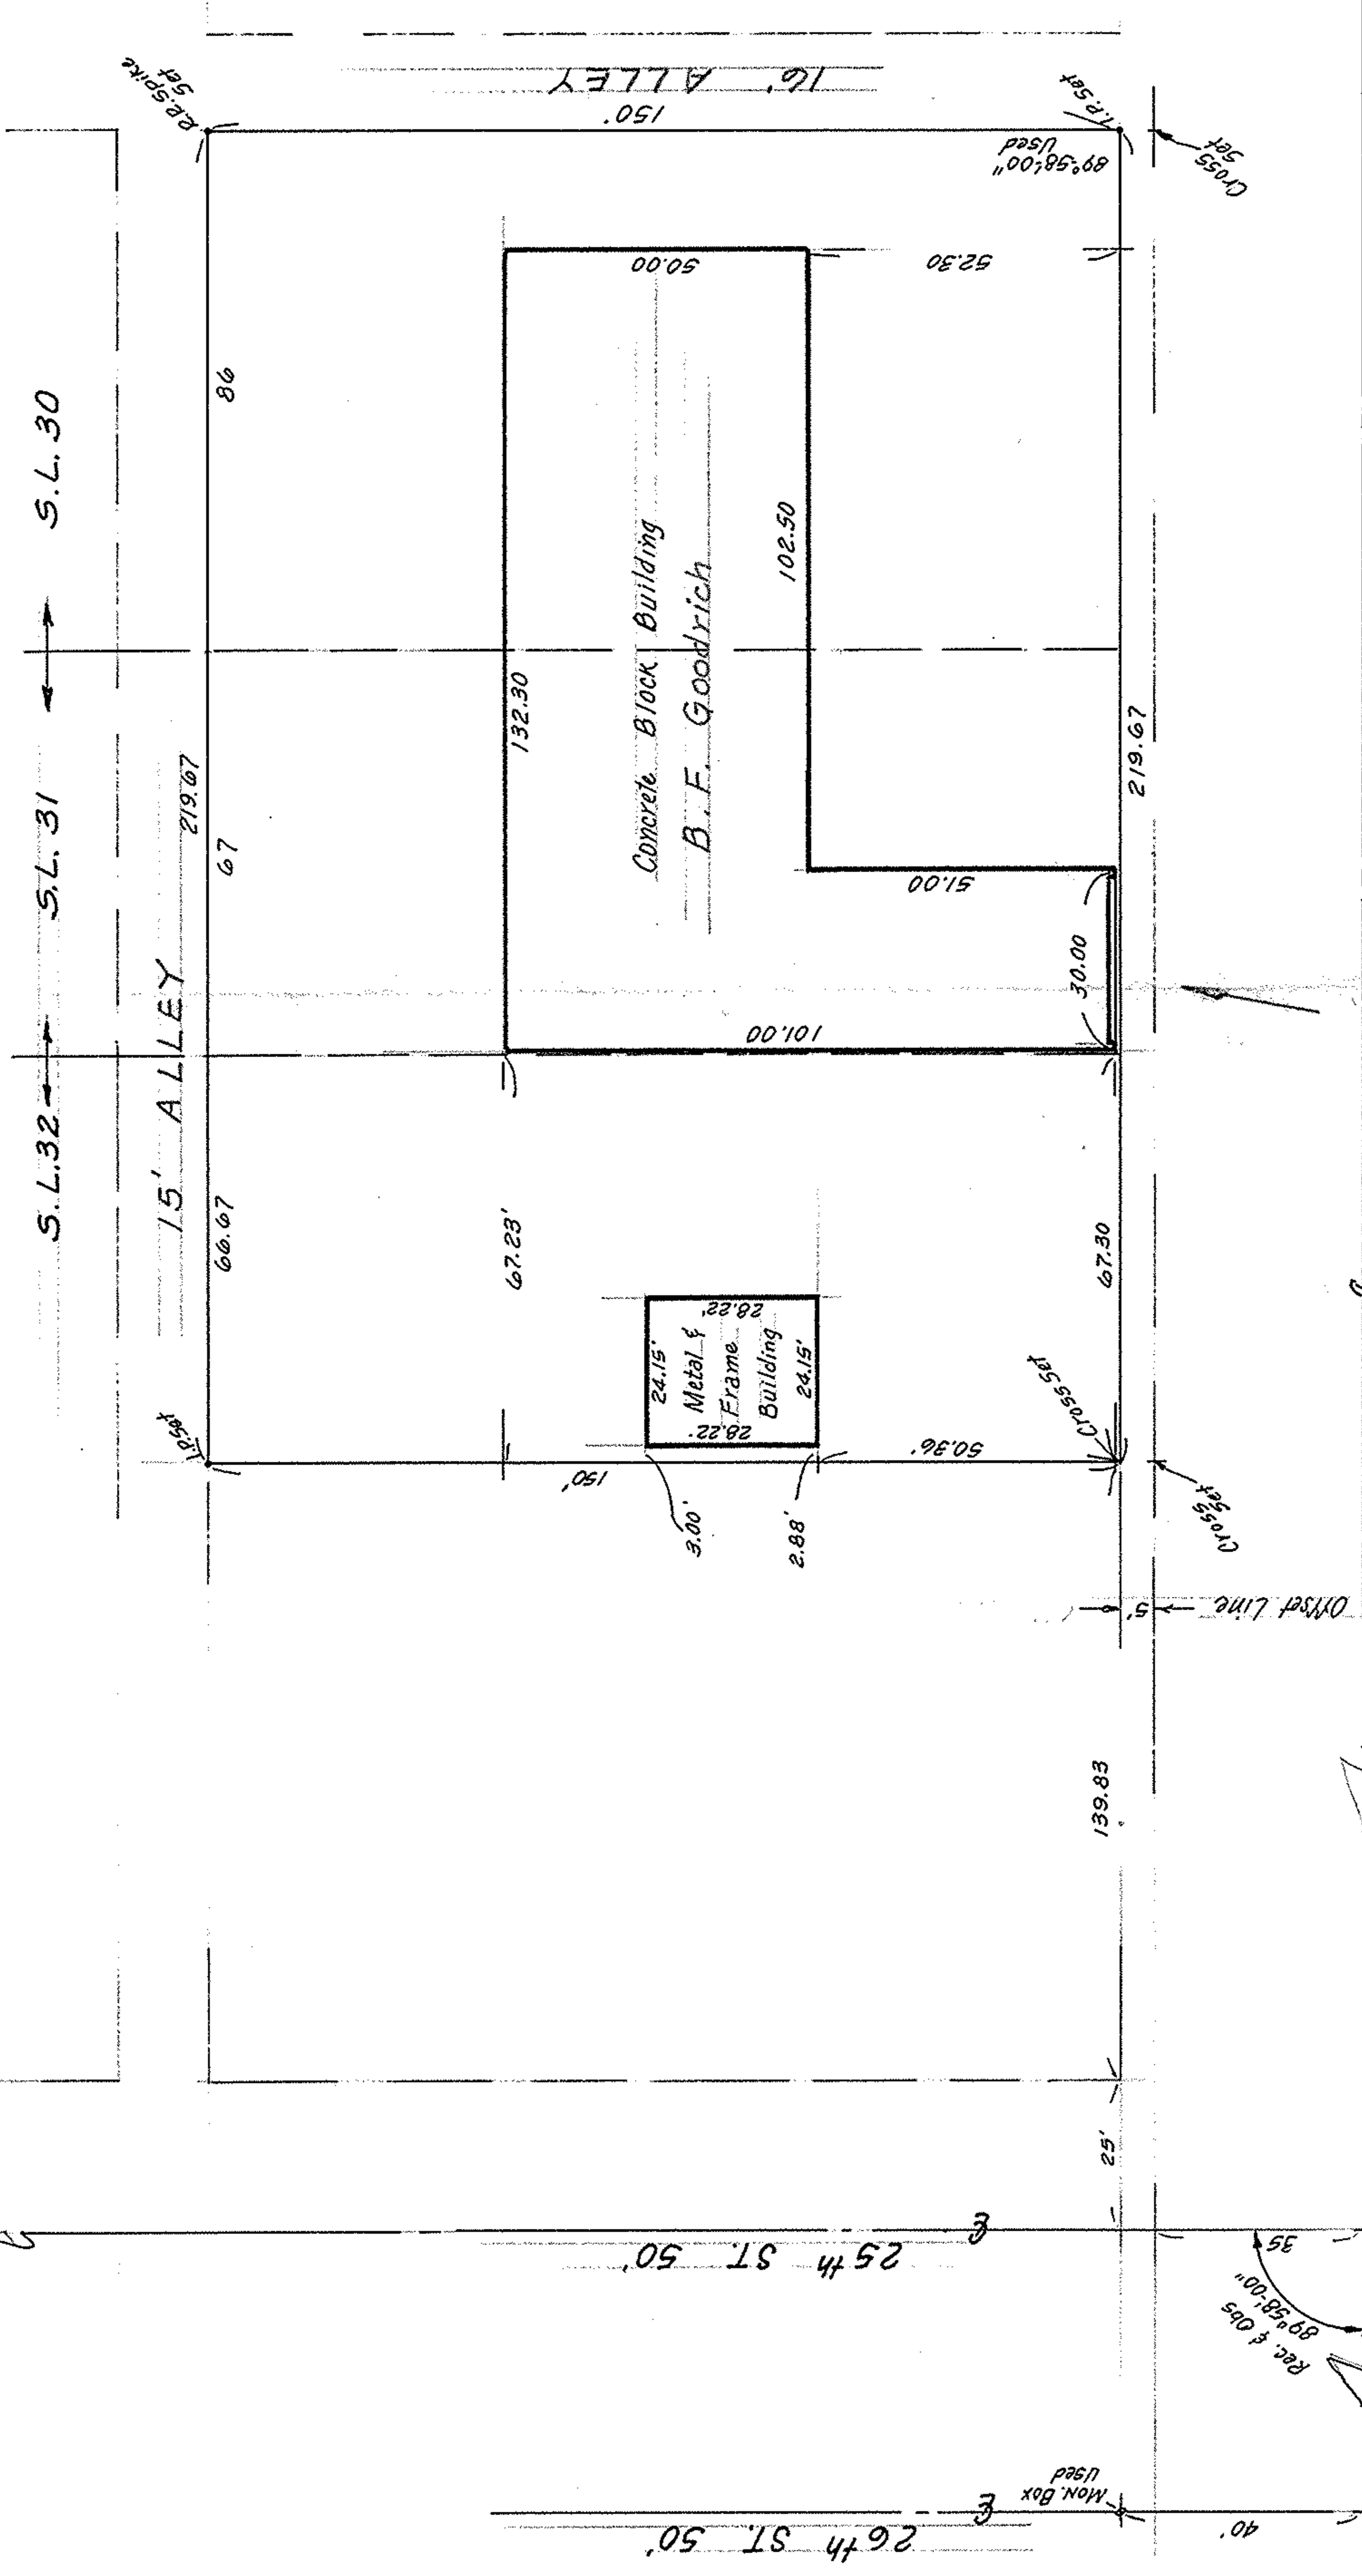 16' ALLEY
R.R. Spike
Set
150'
I.P. Set
89°58'00"
Used
Cross
Set
S.L. 30
86
50.00
52.30
Concrete Block Building
B. F. Goodrich
102.50
132.30
S.L. 31
219.67
67
219.67
15' ALLEY
51.00
30.00
101.00
S.L. 32
66.67
67.23'
67.30
24.15'
28.22'
Metal &
Frame
Building
28.22'
24.15'
I.P. Set
150'
50.36'
Cross Set
3.00'
2.88'
Cross
Set
5'
Offset Line
139.83
25'
25th ST. 50'
35'
89°58'-00"
Rec. & Obs
26th ST. 50'
Mon. Box
Used
40'